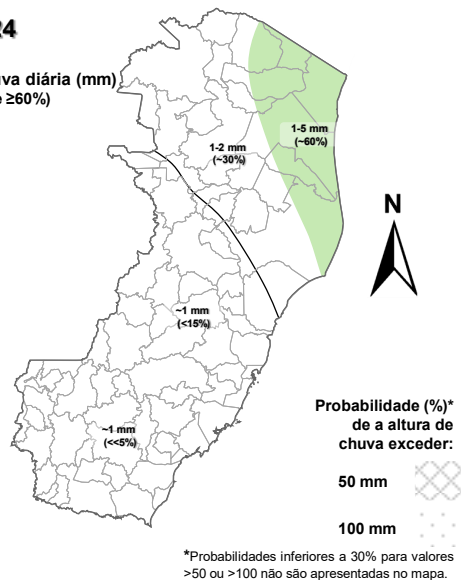 24
uva diária (mm)
e ≥60%)
1-5 mm
(~60%)
1-2 mm
(~30%)
N
~1 mm
(<15%)
~1 mm
(<<5%)
Probabilidade (%)*
de a altura de
chuva exceder:
50 mm
100 mm
*Probabilidades inferiores a 30% para valores
>50 ou >100 não são apresentadas no mapa.